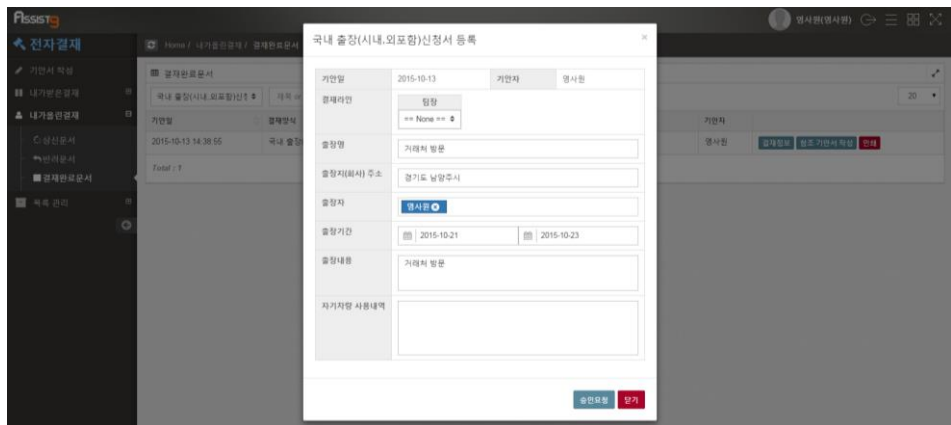 Assist9
영사원(영사원)
전자결재
Home / 내가올린결재 / 결재완료문서
기안서 작성
내가받은결재
내가올린결재
상신문서
반려문서
결재완료문서
목록 관리
결재완료문서
국내 출장(시내,외포함)신청
제목 or
20
기안일
결재양식
기안자
2015-10-13 14:38:55
국내 출장
영사원
결재정보
참조 기안서 작성
인쇄
Total : 1
국내 출장(시내,외포함)신청서 등록
×
기안일 2015-10-13 기안자 영사원
결재라인
팀장
== None ==
출장명
거래처 방문
출장지(회사) 주소
경기도 남양주시
출장자
영사원
출장기간
2015-10-21
2015-10-23
출장내용
거래처 방문
자기차량 사용내역
승인요청
닫기